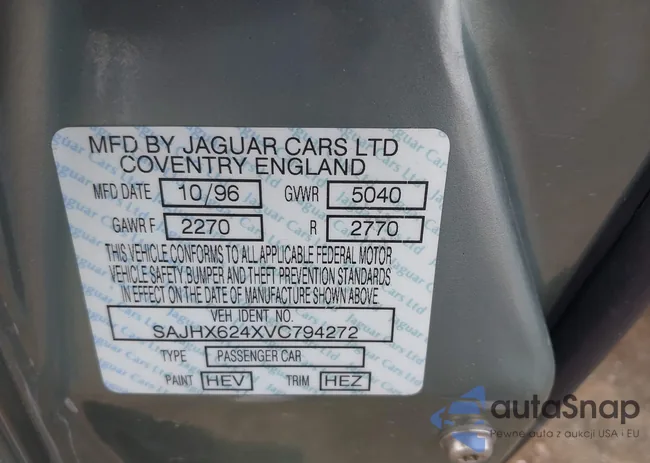 MFD BY JAGUAR CARS LTD
COVENTRY ENGLAND
MFD DATE 10/96 GVWR 5040
GAWR F 2270 R 2770
THIS VEHICLE CONFORMS TO ALL APPLICABLE FEDERAL MOTOR
VEHICLE SAFETY, BUMPER AND THEFT PREVENTION STANDARDS
IN EFFECT ON THE DATE OF MANUFACTURE SHOWN ABOVE.
VEH IDENT NO.
SAJHX624XVC794272
TYPE PASSENGER CAR
PAINT HEV TRIM HEZ
autaSnap
Pewne auta z aukcji USA i EU